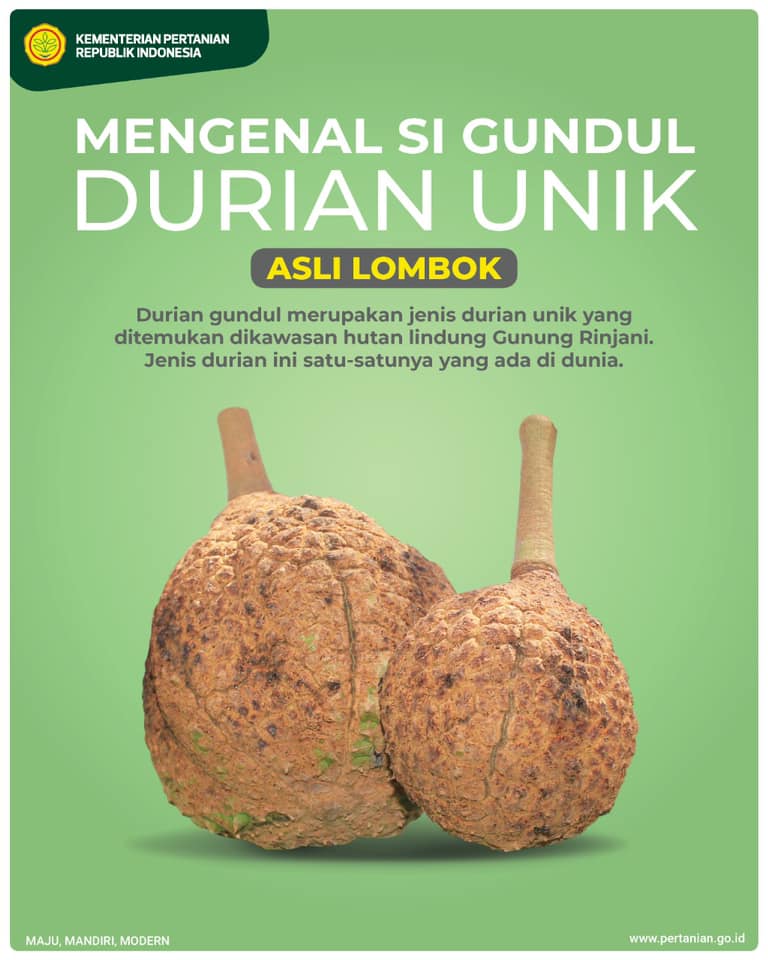 KEMENTERIAN PERTANIAN
REPUBLIK INDONESIA
MENGENAL SI GUNDUL
DURIAN UNIK
ASLI LOMBOK
Durian gundul merupakan jenis durian unik yang
ditemukan dikawasan hutan lindung Gunung Rinjani.
Jenis durian ini satu-satunya yang ada di dunia.
MAJU, MANDIRI, MODERN
www.pertanian.go.id